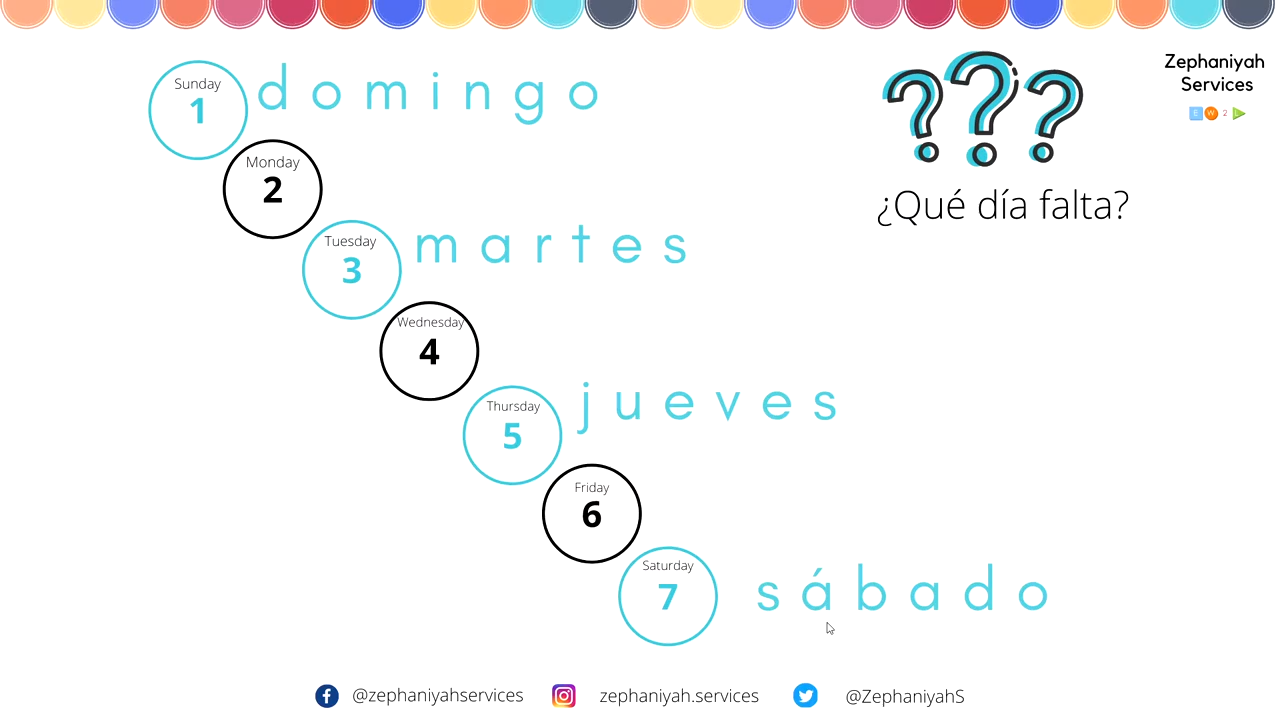 Zephaniyah
Services
E W 2 L
???
¿Qué día falta?
Sunday
1
domingo
Monday
2
Tuesday
3
martes
Wednesday
4
Thursday
5
jueves
Friday
6
Saturday
7
sábado
@zephaniyahservices
zephaniyah.services
@ZephaniyahS